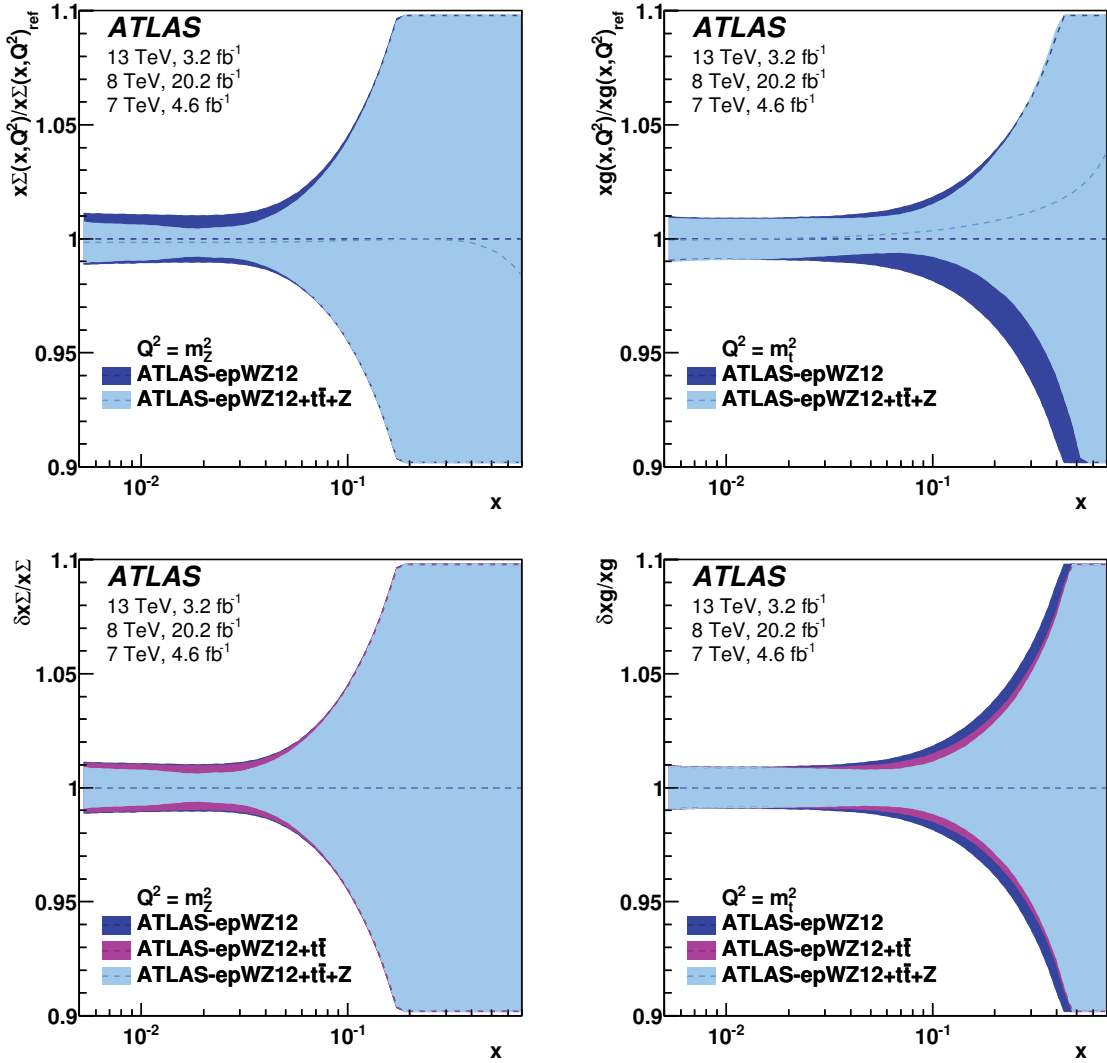 xΣ(x,Q²)/xΣ(x,Q²)ref
1.1
1.05
1
0.95
0.9
ATLAS
13 TeV, 3.2 fb⁻¹
8 TeV, 20.2 fb⁻¹
7 TeV, 4.6 fb⁻¹
Q² = m²Z
ATLAS-epWZ12
ATLAS-epWZ12+tt̄+Z
10⁻² 10⁻¹
x
xg(x,Q²)/xg(x,Q²)ref
1.1
1.05
1
0.95
0.9
ATLAS
13 TeV, 3.2 fb⁻¹
8 TeV, 20.2 fb⁻¹
7 TeV, 4.6 fb⁻¹
Q² = m²t
ATLAS-epWZ12
ATLAS-epWZ12+tt̄+Z
10⁻² 10⁻¹
x
δxΣ/xΣ
1.1
1.05
1
0.95
0.9
ATLAS
13 TeV, 3.2 fb⁻¹
8 TeV, 20.2 fb⁻¹
7 TeV, 4.6 fb⁻¹
Q² = m²Z
ATLAS-epWZ12
ATLAS-epWZ12+tt̄
ATLAS-epWZ12+tt̄+Z
10⁻² 10⁻¹
x
δxg/xg
1.1
1.05
1
0.95
0.9
ATLAS
13 TeV, 3.2 fb⁻¹
8 TeV, 20.2 fb⁻¹
7 TeV, 4.6 fb⁻¹
Q² = m²t
ATLAS-epWZ12
ATLAS-epWZ12+tt̄
ATLAS-epWZ12+tt̄+Z
10⁻² 10⁻¹
x